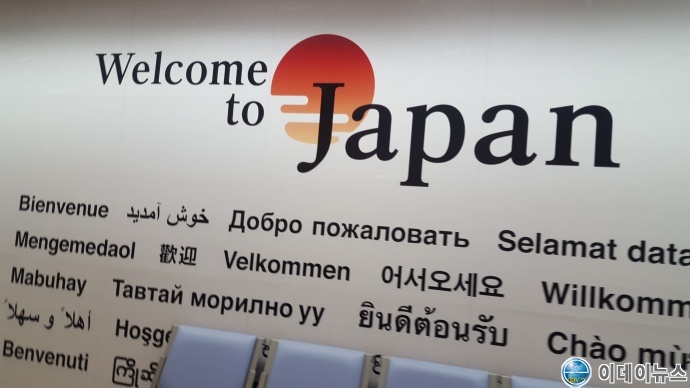 Welcome
to Japan
Bienvenue خوش آمدید Добро пожаловать Selamat data
Mengemedaol 歡迎 Velkommen 어서오세요 Willkomm
Mabuhay Тавтай морилно уу ยินดีต้อนรับ Chào mù
أهلاً و سهلاً Hoşge
Benvenuti ကြို
이데이뉴스